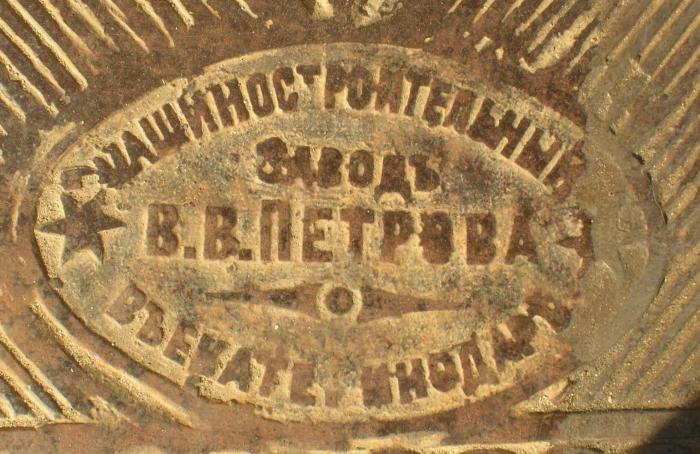 МАШИНОСТРОИТЕЛЬНЫЙ
ЗАВОДЪ
В.В.ПЕТРОВА
ВЪ ЕКАТЕРИНОДАРѢ